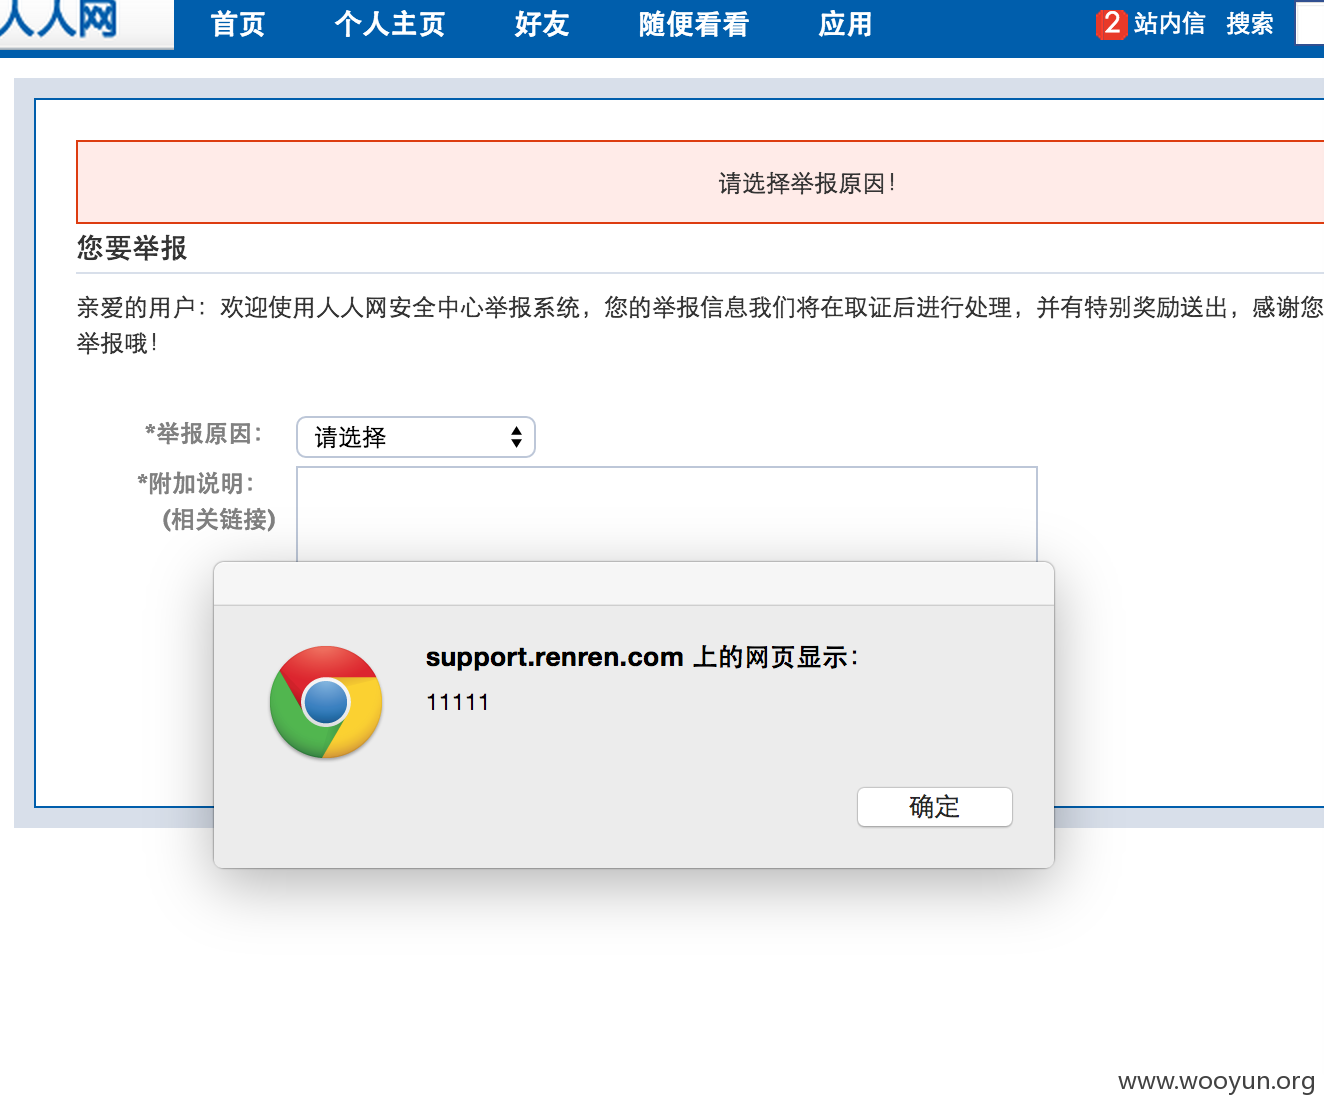 人人网
首页 个人主页 好友 随便看看 应用 2 站内信 搜索
请选择举报原因！
您要举报
亲爱的用户：欢迎使用人人网安全中心举报系统，您的举报信息我们将在取证后进行处理，并有特别奖励送出，感谢您
举报哦！
*举报原因： 请选择
*附加说明：
(相关链接)
support.renren.com 上的网页显示：
11111
确定
www.wooyun.org